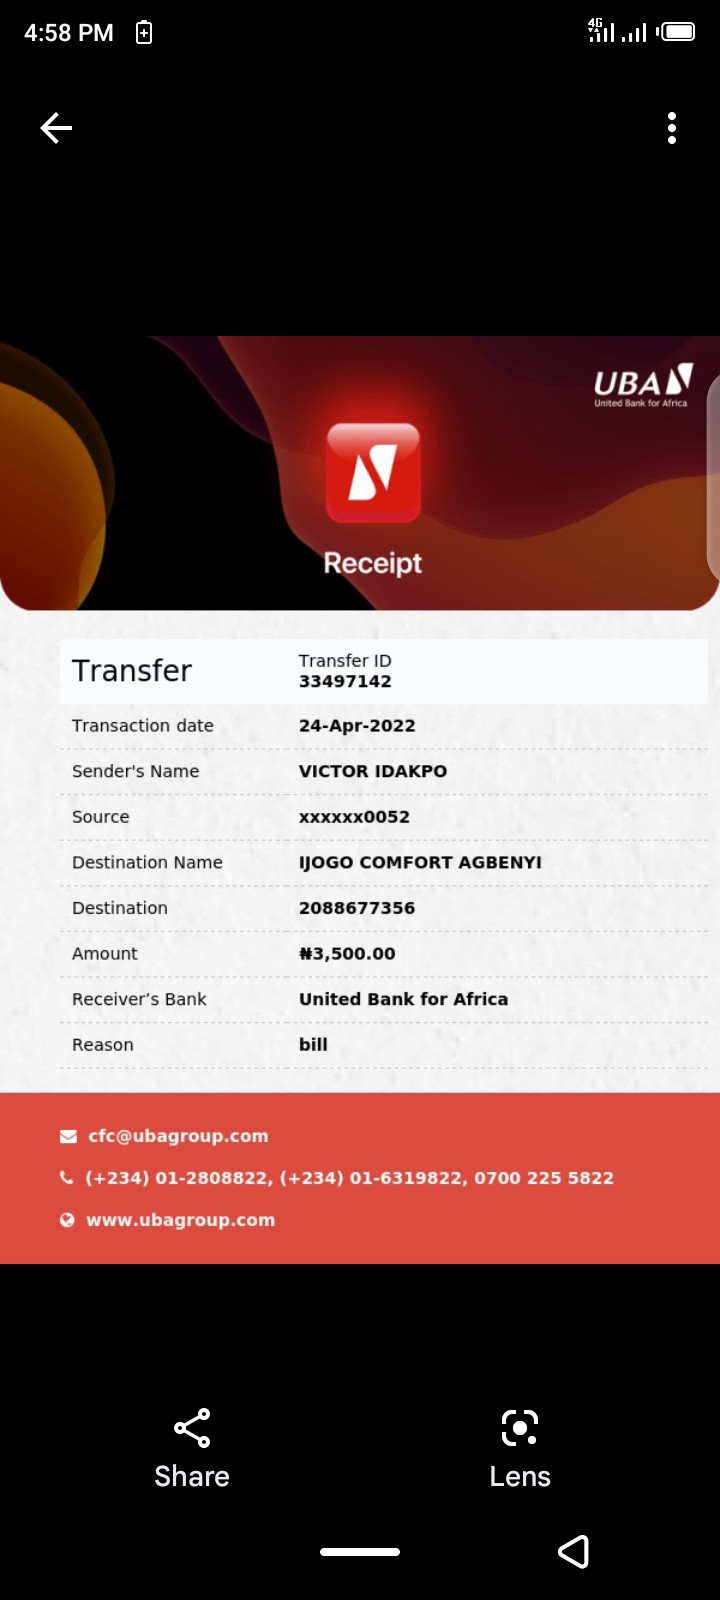 4:58 PM
4G
UBA
United Bank for Africa
Receipt
Transfer
Transfer ID
33497142
Transaction date 24-Apr-2022
Sender's Name VICTOR IDAKPO
Source xxxxxx0052
Destination Name IJOGO COMFORT AGBENYI
Destination 2088677356
Amount ₦3,500.00
Receiver’s Bank United Bank for Africa
Reason bill
cfc@ubagroup.com
(+234) 01-2808822, (+234) 01-6319822, 0700 225 5822
www.ubagroup.com
Share Lens